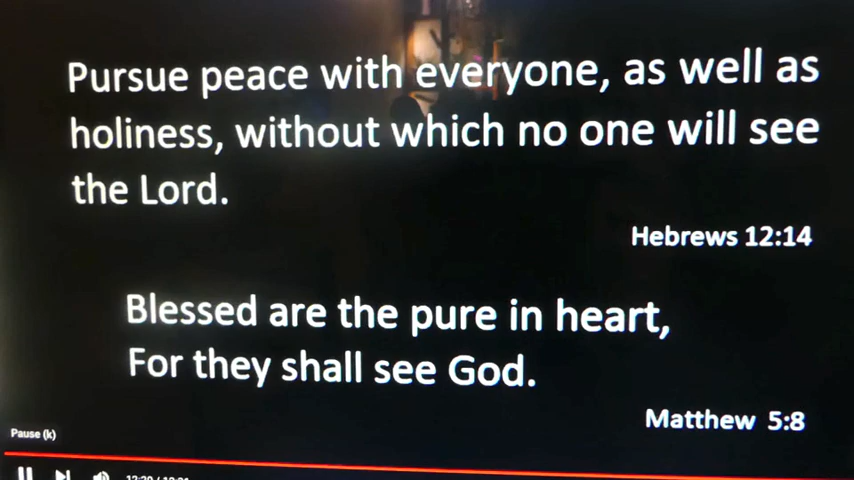 Pursue peace with everyone, as well as
holiness, without which no one will see
the Lord.
Hebrews 12:14
Blessed are the pure in heart,
For they shall see God.
Matthew 5:8
Pause (k)